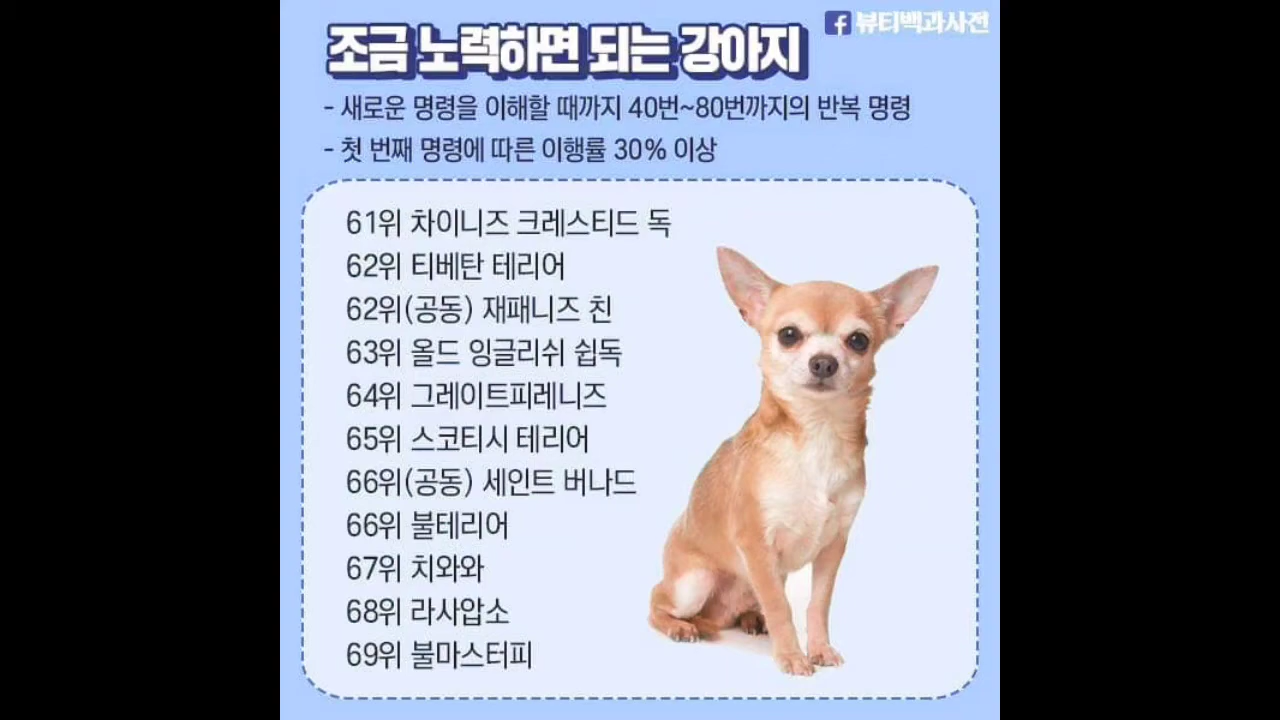 뷰티백과사전
조금 노력하면 되는 강아지
- 새로운 명령을 이해할 때까지 40번~80번까지의 반복 명령
- 첫 번째 명령에 따른 이행률 30% 이상
61위 차이니즈 크레스티드 독
62위 티베탄 테리어
62위(공동) 재패니즈 친
63위 올드 잉글리쉬 쉽독
64위 그레이트피레니즈
65위 스코티시 테리어
66위(공동) 세인트 버나드
66위 불테리어
67위 치와와
68위 라사압소
69위 불마스터피